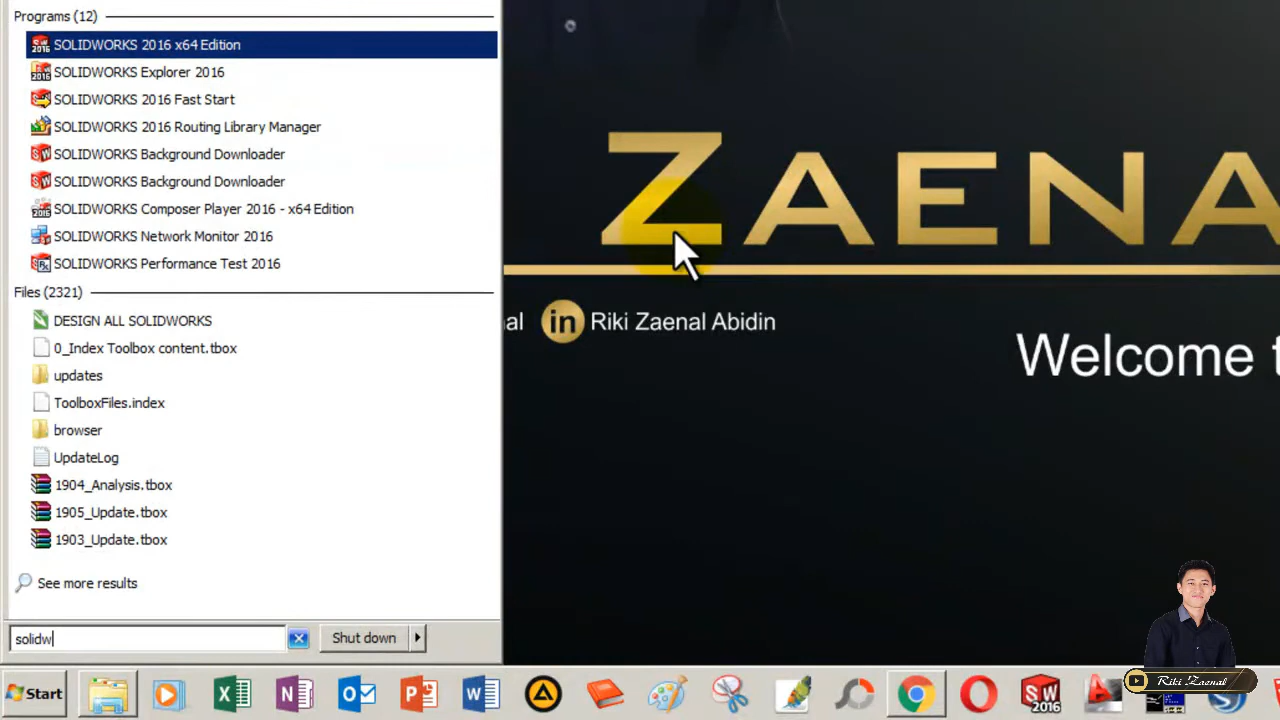 Programs (12)
SOLIDWORKS 2016 x64 Edition
SOLIDWORKS Explorer 2016
SOLIDWORKS 2016 Fast Start
SOLIDWORKS 2016 Routing Library Manager
SOLIDWORKS Background Downloader
SOLIDWORKS Background Downloader
SOLIDWORKS Composer Player 2016 - x64 Edition
SOLIDWORKS Network Monitor 2016
SOLIDWORKS Performance Test 2016
Files (2321)
DESIGN ALL SOLIDWORKS
0_Index Toolbox content.tbox
updates
ToolboxFiles.index
browser
UpdateLog
1904_Analysis.tbox
1905_Update.tbox
1903_Update.tbox
See more results
solidw
Shut down
Start
ZAENA
al in Riki Zaenal Abidin
Welcome t
SW 2016
Riki Zaenal